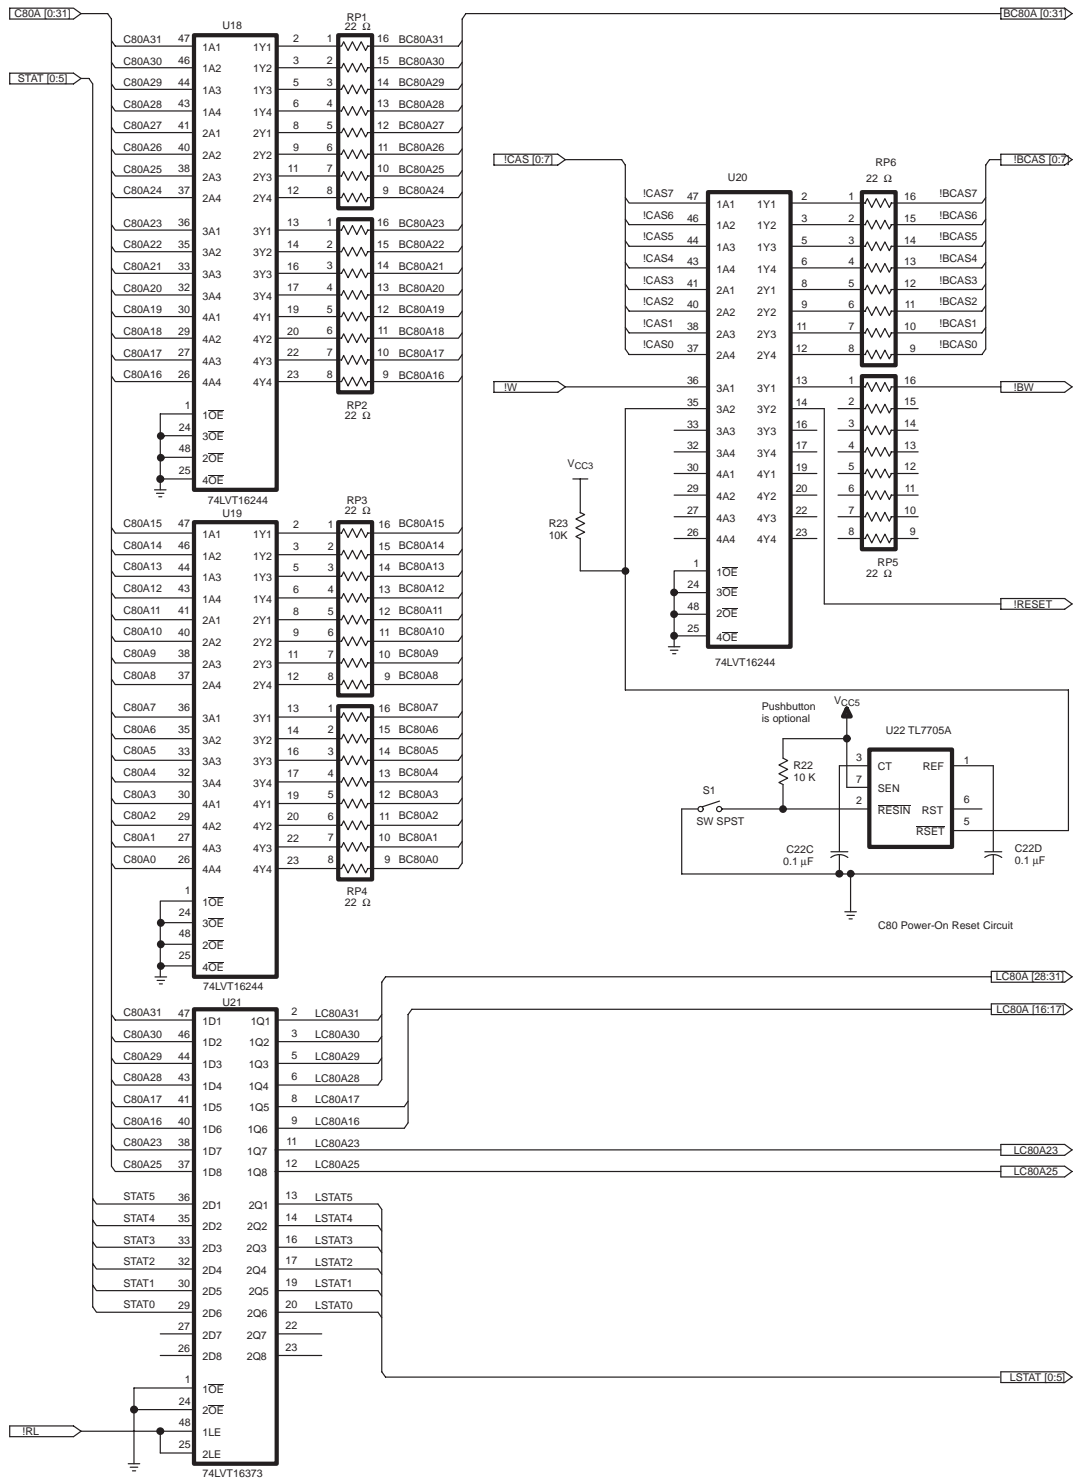 C80A [0:31]
STAT [0:5]
U18
RP1
22 Ω
C80A31 47 1A1 1Y1 2 1 16 BC80A31
C80A30 46 1A2 1Y2 3 2 15 BC80A30
C80A29 44 1A3 1Y3 5 3 14 BC80A29
C80A28 43 1A4 1Y4 6 4 13 BC80A28
C80A27 41 2A1 2Y1 8 5 12 BC80A27
C80A26 40 2A2 2Y2 9 6 11 BC80A26
C80A25 38 2A3 2Y3 11 7 10 BC80A25
C80A24 37 2A4 2Y4 12 8 9 BC80A24
C80A23 36 3A1 3Y1 13 1 16 BC80A23
C80A22 35 3A2 3Y2 14 2 15 BC80A22
C80A21 33 3A3 3Y3 16 3 14 BC80A21
C80A20 32 3A4 3Y4 17 4 13 BC80A20
C80A19 30 4A1 4Y1 19 5 12 BC80A19
C80A18 29 4A2 4Y2 20 6 11 BC80A18
C80A17 27 4A3 4Y3 22 7 10 BC80A17
C80A16 26 4A4 4Y4 23 8 9 BC80A16
RP2
22 Ω
1 1OE
24 3OE
48 2OE
25 4OE
74LVT16244
U19
RP3
22 Ω
C80A15 47 1A1 1Y1 2 1 16 BC80A15
C80A14 46 1A2 1Y2 3 2 15 BC80A14
C80A13 44 1A3 1Y3 5 3 14 BC80A13
C80A12 43 1A4 1Y4 6 4 13 BC80A12
C80A11 41 2A1 2Y1 8 5 12 BC80A11
C80A10 40 2A2 2Y2 9 6 11 BC80A10
C80A9 38 2A3 2Y3 11 7 10 BC80A9
C80A8 37 2A4 2Y4 12 8 9 BC80A8
C80A7 36 3A1 3Y1 13 1 16 BC80A7
C80A6 35 3A2 3Y2 14 2 15 BC80A6
C80A5 33 3A3 3Y3 16 3 14 BC80A5
C80A4 32 3A4 3Y4 17 4 13 BC80A4
C80A3 30 4A1 4Y1 19 5 12 BC80A3
C80A2 29 4A2 4Y2 20 6 11 BC80A2
C80A1 27 4A3 4Y3 22 7 10 BC80A1
C80A0 26 4A4 4Y4 23 8 9 BC80A0
RP4
22 Ω
1 1OE
24 3OE
48 2OE
25 4OE
74LVT16244
U21
C80A31 47 1D1 1Q1 2 LC80A31
C80A30 46 1D2 1Q2 3 LC80A30
C80A29 44 1D3 1Q3 5 LC80A29
C80A28 43 1D4 1Q4 6 LC80A28
C80A17 41 1D5 1Q5 8 LC80A17
C80A16 40 1D6 1Q6 9 LC80A16
C80A23 38 1D7 1Q7 11 LC80A23
C80A25 37 1D8 1Q8 12 LC80A25
STAT5 36 2D1 2Q1 13 LSTAT5
STAT4 35 2D2 2Q2 14 LSTAT4
STAT3 33 2D3 2Q3 16 LSTAT3
STAT2 32 2D4 2Q4 17 LSTAT2
STAT1 30 2D5 2Q5 19 LSTAT1
STAT0 29 2D6 2Q6 20 LSTAT0
27 2D7 2Q7 22
26 2D8 2Q8 23
1 1OE
24 2OE
!RL 48 1LE
25 2LE
74LVT16373
BC80A [0:31]
!CAS [0:7]
!BCAS [0:7]
U20
RP6
22 Ω
!CAS7 47 1A1 1Y1 2 1 16 !BCAS7
!CAS6 46 1A2 1Y2 3 2 15 !BCAS6
!CAS5 44 1A3 1Y3 5 3 14 !BCAS5
!CAS4 43 1A4 1Y4 6 4 13 !BCAS4
!CAS3 41 2A1 2Y1 8 5 12 !BCAS3
!CAS2 40 2A2 2Y2 9 6 11 !BCAS2
!CAS1 38 2A3 2Y3 11 7 10 !BCAS1
!CAS0 37 2A4 2Y4 12 8 9 !BCAS0
!W 36 3A1 3Y1 13 1 16 !BW
35 3A2 3Y2 14 2 15
33 3A3 3Y3 16 3 14
32 3A4 3Y4 17 4 13
30 4A1 4Y1 19 5 12
29 4A2 4Y2 20 6 11
27 4A3 4Y3 22 7 10
26 4A4 4Y4 23 8 9
RP5
22 Ω
VCC3
R23
10K
1 1OE
24 3OE
48 2OE
25 4OE
74LVT16244
!RESET
Pushbutton
is optional
VCC5
U22 TL7705A
R22
10 K
S1
SW SPST
3 CT REF 1
7 SEN
2 RESIN RST 6
RSET 5
C22C
0.1 µF
C22D
0.1 µF
C80 Power-On Reset Circuit
LC80A [28:31]
LC80A [16:17]
LC80A23
LC80A25
LSTAT [0:5]